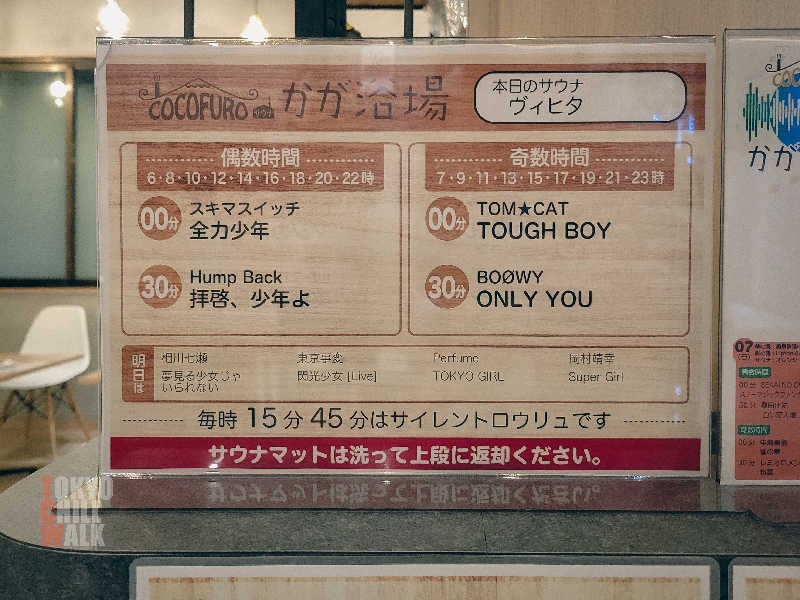 COCOFURO かが浴場
本日のサウナ
ヴィヒタ
偶数時間
6・8・10・12・14・16・18・20・22時
00分
スキマスイッチ
全力少年
30分
Hump Back
拝啓、少年よ
奇数時間
7・9・11・13・15・17・19・21・23時
00分
TOM★CAT
TOUGH BOY
30分
BOØWY
ONLY YOU
明日は
相川七瀬
夢見る少女じゃ
いられない
東京事変
閃光少女 [Live]
Perfume
TOKYO GIRL
岡村靖幸
Super Girl
毎時 15 分 45 分はサイレントロウリュです
サウナマットは洗って上段に返却ください。
かが
07
TOKYO
CHILL
WALK